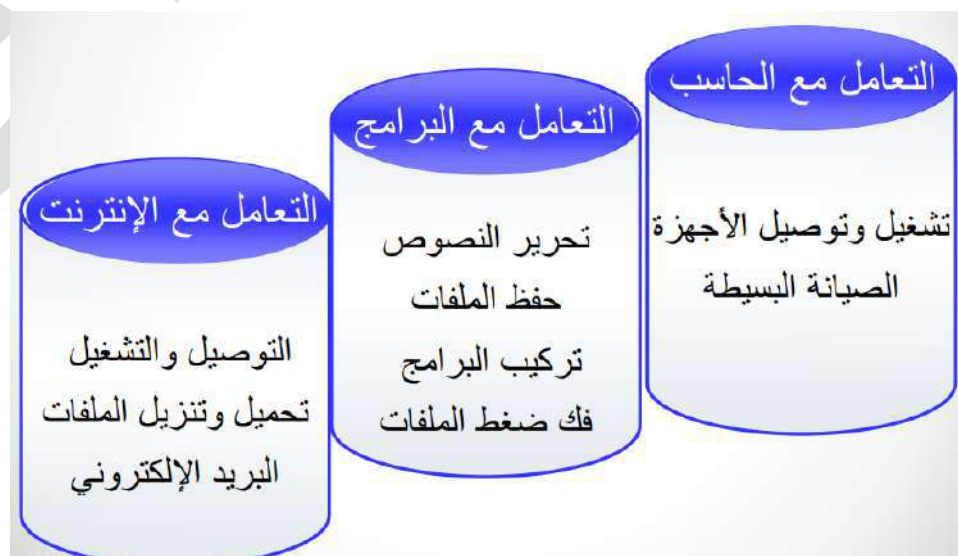 التعامل مع الحاسب
تشغيل وتوصيل الأجهزة
الصيانة البسيطة
التعامل مع البرامج
تحرير النصوص
حفظ الملفات
تركيب البرامج
فك ضغط الملفات
التعامل مع الإنترنت
التوصيل والتشغيل
تحميل وتنزيل الملفات
البريد الإلكتروني